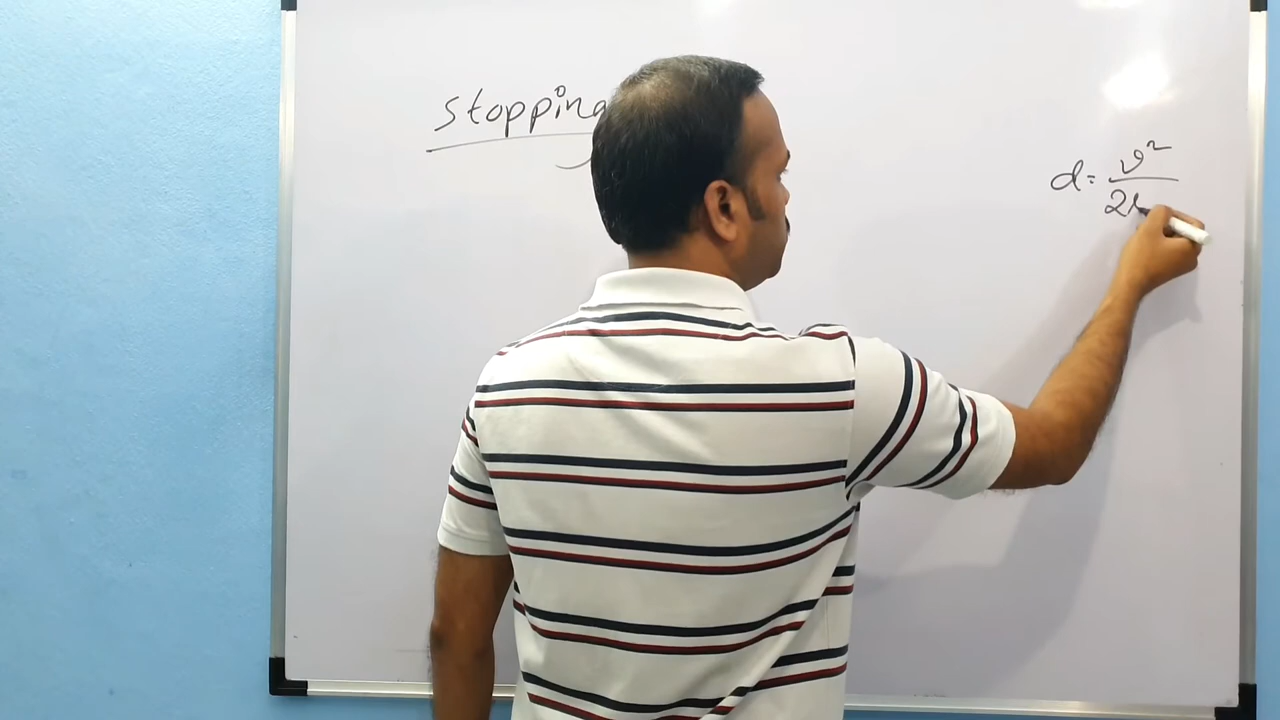 stopping
d = v²
2